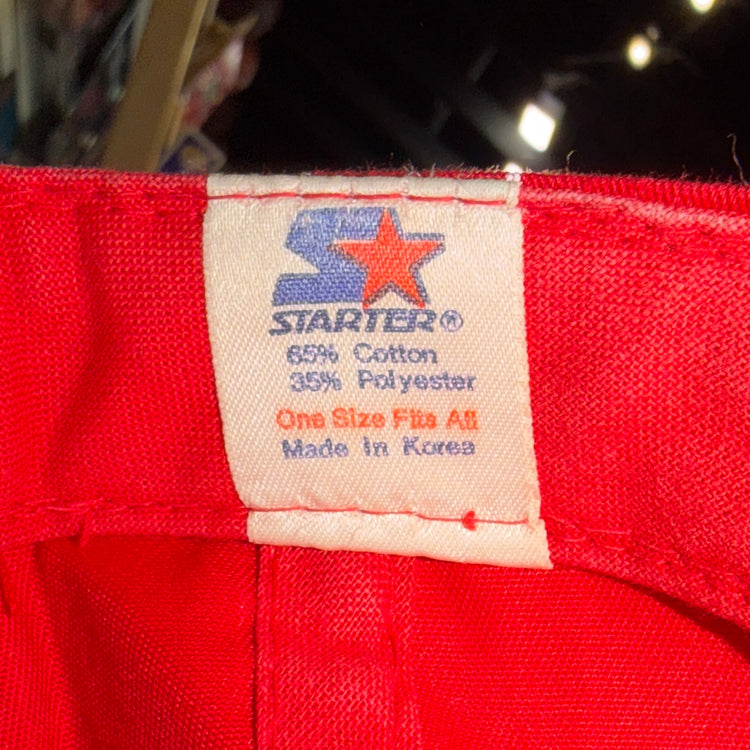 STARTER®
65% Cotton
35% Polyester
One Size Fits All
Made In Korea